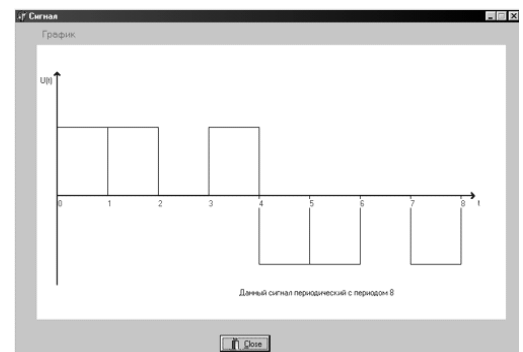 Сигнал
График
U(t)
0 1 2 3 4 5 6 7 8 t
Данный сигнал периодический с периодом 8
Close